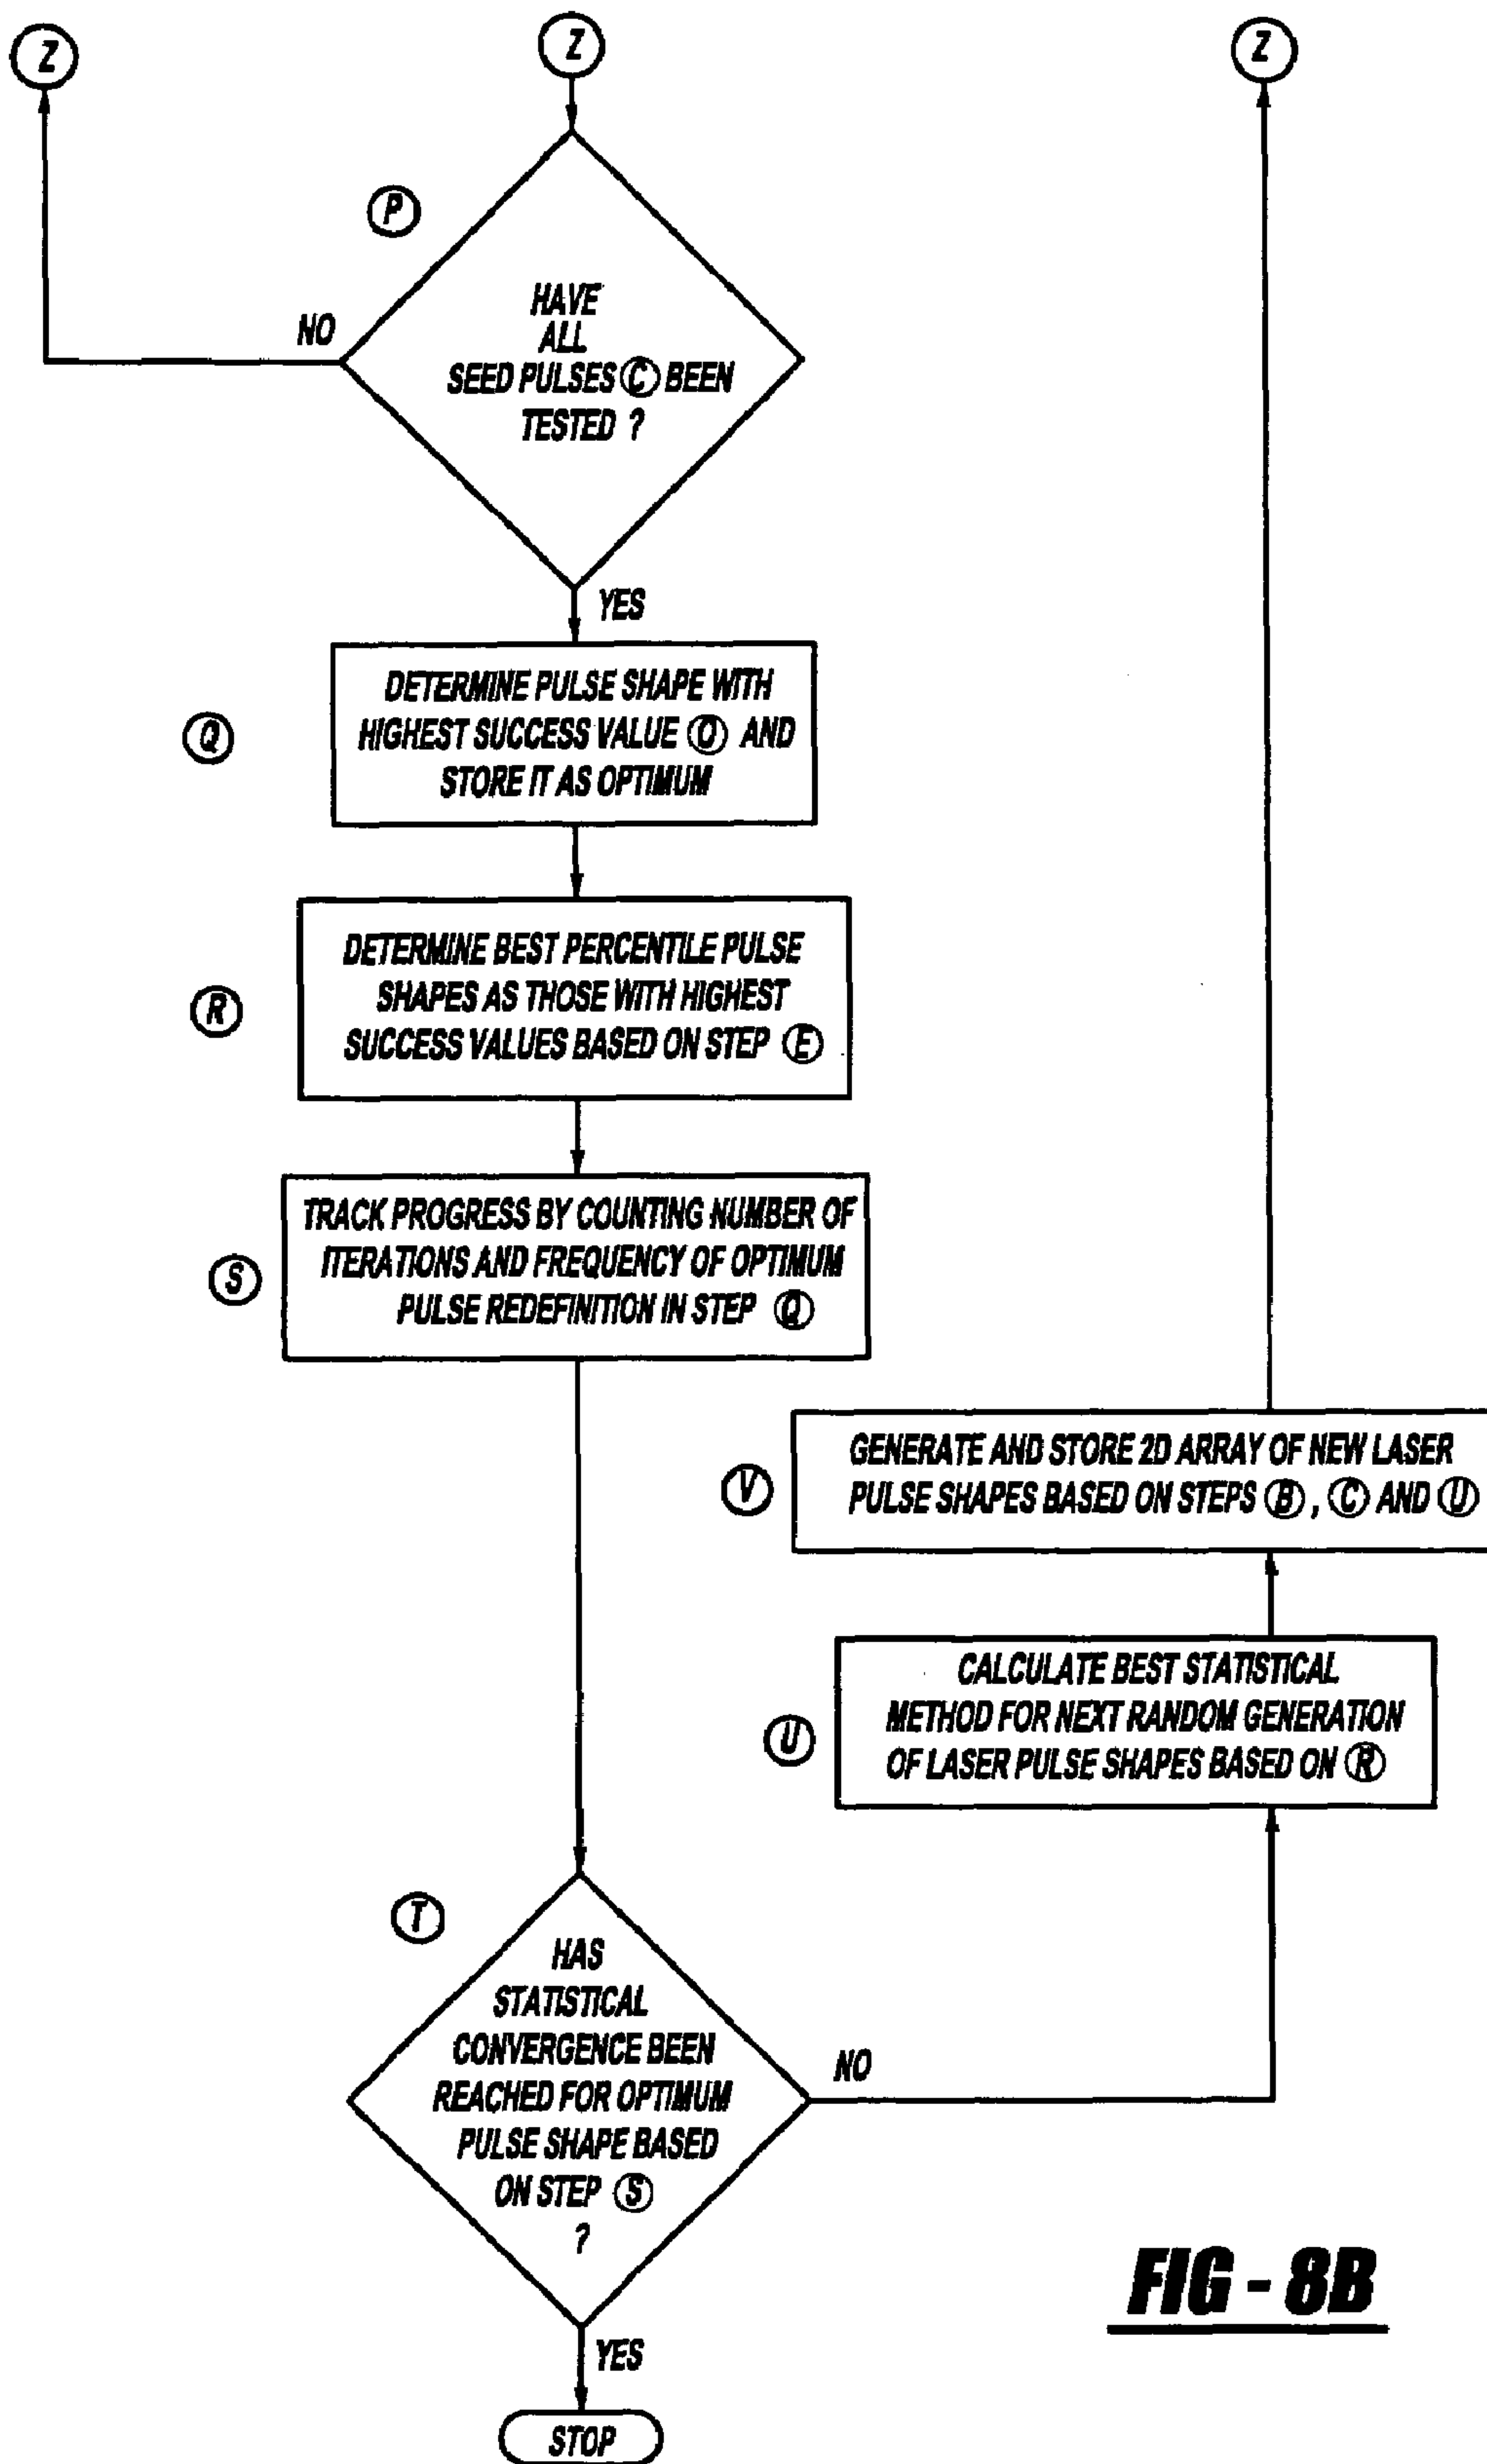 Z
Z
Z
P
HAVE
ALL
SEED PULSES C BEEN
TESTED ?
NO
YES
Q
DETERMINE PULSE SHAPE WITH
HIGHEST SUCCESS VALUE O AND
STORE IT AS OPTIMUM
R
DETERMINE BEST PERCENTILE PULSE
SHAPES AS THOSE WITH HIGHEST
SUCCESS VALUES BASED ON STEP E
S
TRACK PROGRESS BY COUNTING NUMBER OF
ITERATIONS AND FREQUENCY OF OPTIMUM
PULSE REDEFINITION IN STEP Q
V
GENERATE AND STORE 2D ARRAY OF NEW LASER
PULSE SHAPES BASED ON STEPS B, C AND U
U
CALCULATE BEST STATISTICAL
METHOD FOR NEXT RANDOM GENERATION
OF LASER PULSE SHAPES BASED ON R
T
HAS
STATISTICAL
CONVERGENCE BEEN
REACHED FOR OPTIMUM
PULSE SHAPE BASED
ON STEP S
?
NO
YES
STOP
FIG - 8B